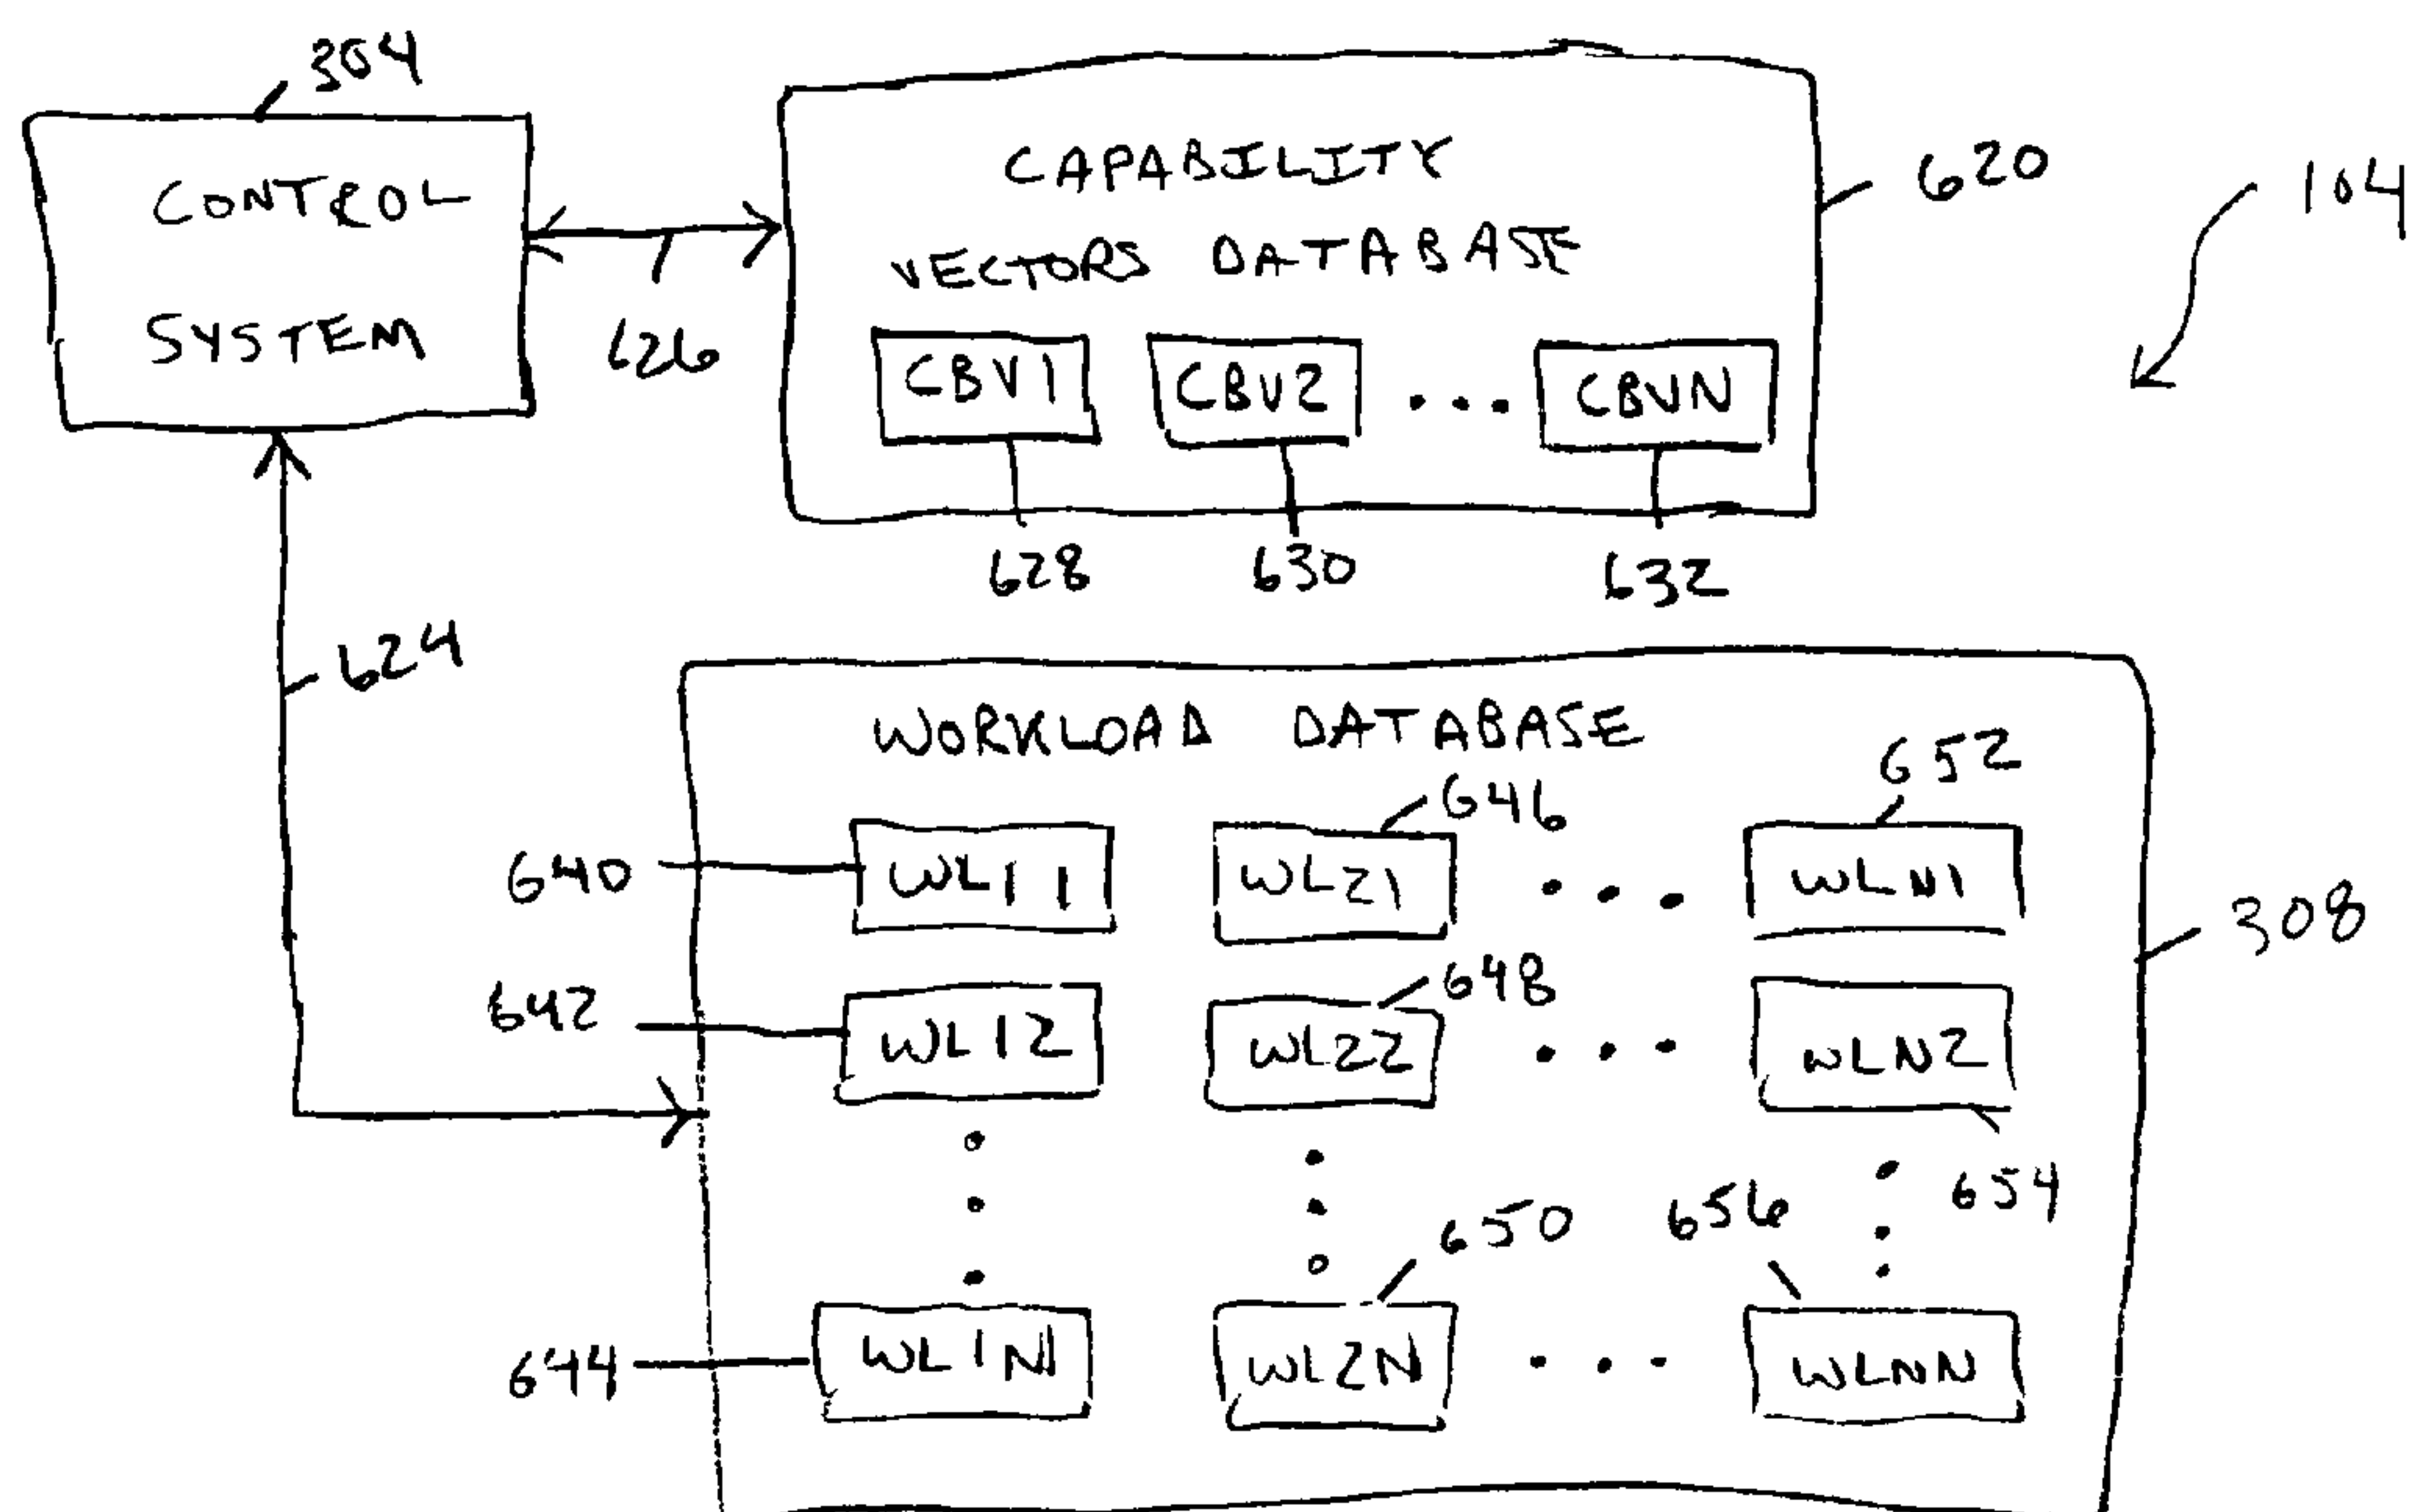 304
CONTROL
SYSTEM
626
CAPABILITY
VECTORS DATABASE
CBV1 CBV2 ... CBVN
628 630 632
620
104
624
WORKLOAD DATABASE
646 652
640 WL11 WL21 ... WLN1
308
648
642 WL12 WL22 ... WLN2
650 656 654
644 WL1N WL2N ... WLNN